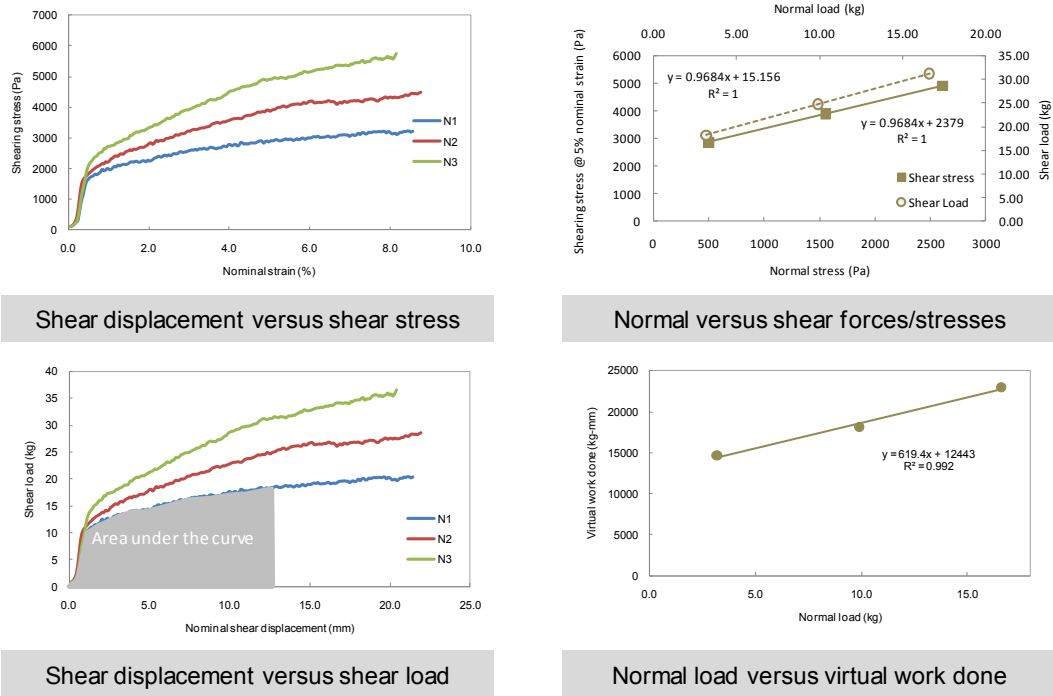 7000
6000
5000
4000
3000
2000
1000
0
Shearing stress (Pa)
0.0 2.0 4.0 6.0 8.0 10.0
Nominal strain (%)
N1
N2
N3
Shear displacement versus shear stress
Normal load (kg)
0.00 5.00 10.00 15.00 20.00
6000
5000
4000
3000
2000
1000
0
Shearing stress @ 5% nominal strain (Pa)
35.00
30.00
25.00
20.00
15.00
10.00
5.00
0.00
Shear load (kg)
y = 0.9684x + 15.156
R² = 1
y = 0.9684x + 2379
R² = 1
Shear stress
Shear Load
0 500 1000 1500 2000 2500 3000
Normal stress (Pa)
Normal versus shear forces/stresses
40
35
30
25
20
15
10
5
0
Shear load (kg)
Area under the curve
N1
N2
N3
0.0 5.0 10.0 15.0 20.0 25.0
Nominal shear displacement (mm)
Shear displacement versus shear load
25000
20000
15000
10000
5000
0
Virtual work done (kg-mm)
y = 619.4x + 12443
R² = 0.992
0.0 5.0 10.0 15.0
Normal load (kg)
Normal load versus virtual work done